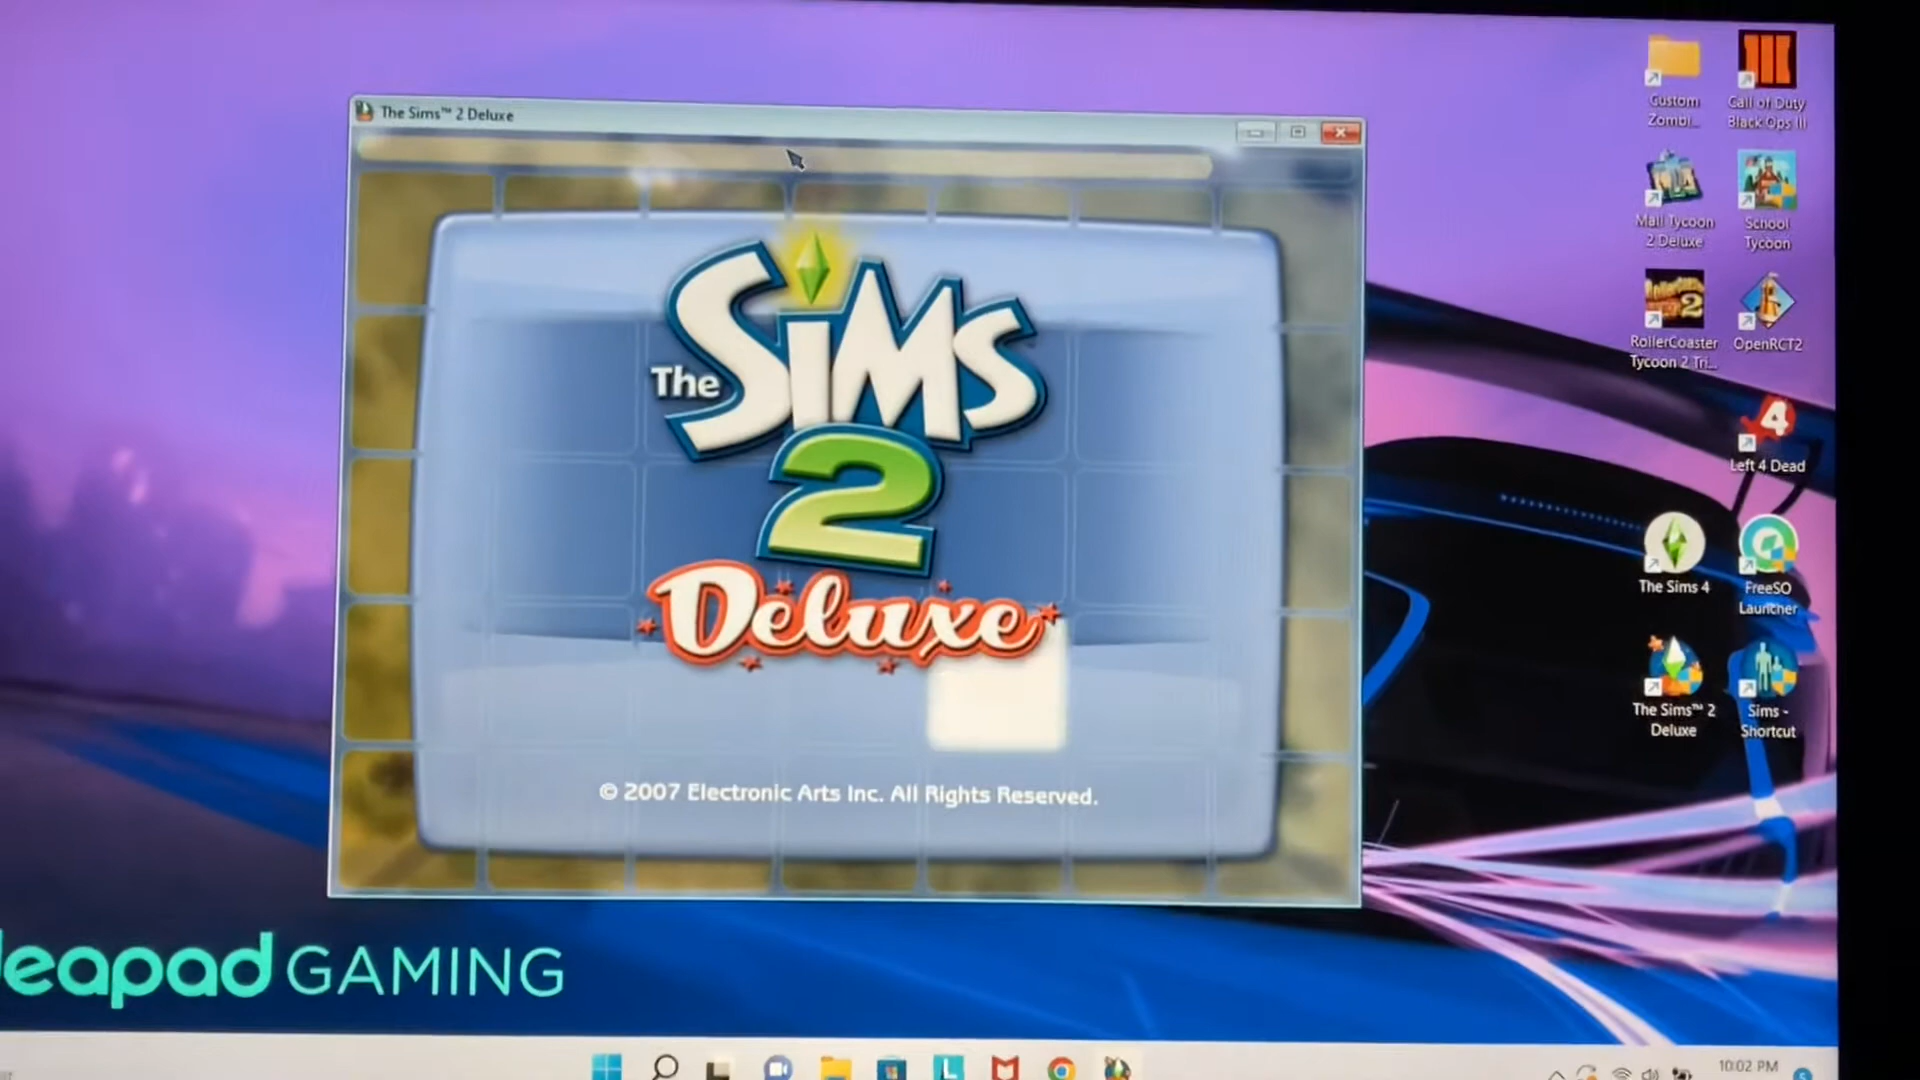 The Sims™ 2 Deluxe
The SiMS
2
Deluxe
© 2007 Electronic Arts Inc. All Rights Reserved.
Custom
Zombi...
Call of Duty
Black Ops III
Mall Tycoon
2 Deluxe
School
Tycoon
RollerCoaster
Tycoon 2 Tri...
OpenRCT2
Left 4 Dead
The Sims 4
FreeSO
Launcher
The Sims™ 2
Deluxe
Sims -
Shortcut
deapad GAMING
10:02 PM